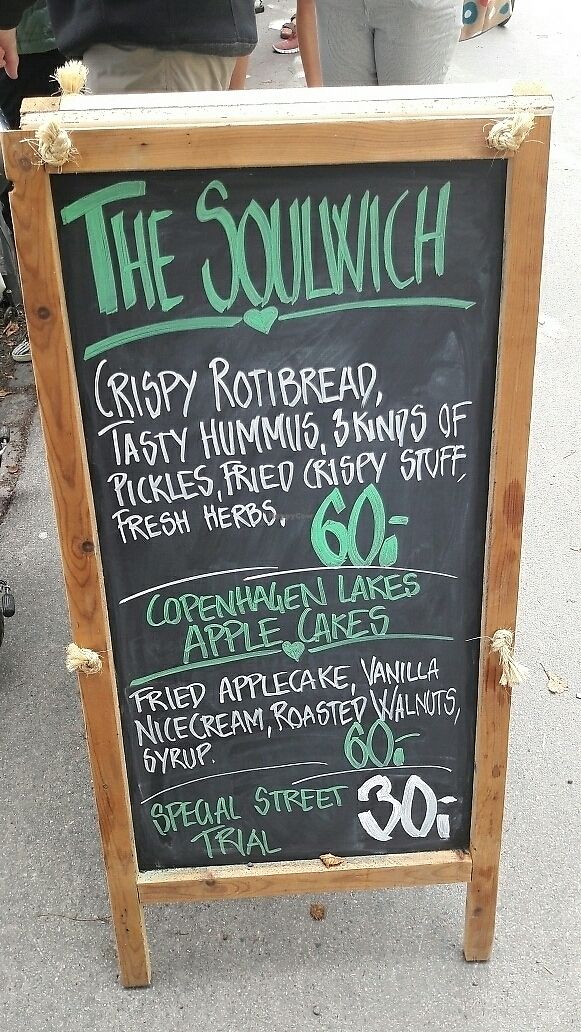 THE SOULWICH
CRISPY ROTIBREAD,
TASTY HUMMUS, 3 KINDS OF
PICKLES, FRIED CRISPY STUFF,
FRESH HERBS. 60,-
COPENHAGEN LAKES
APPLE CAKES
FRIED APPLECAKE, VANILLA
NICECREAM, ROASTED WALNUTS,
SYRUP. 60,-
SPECIAL STREET 30,-
TRIAL